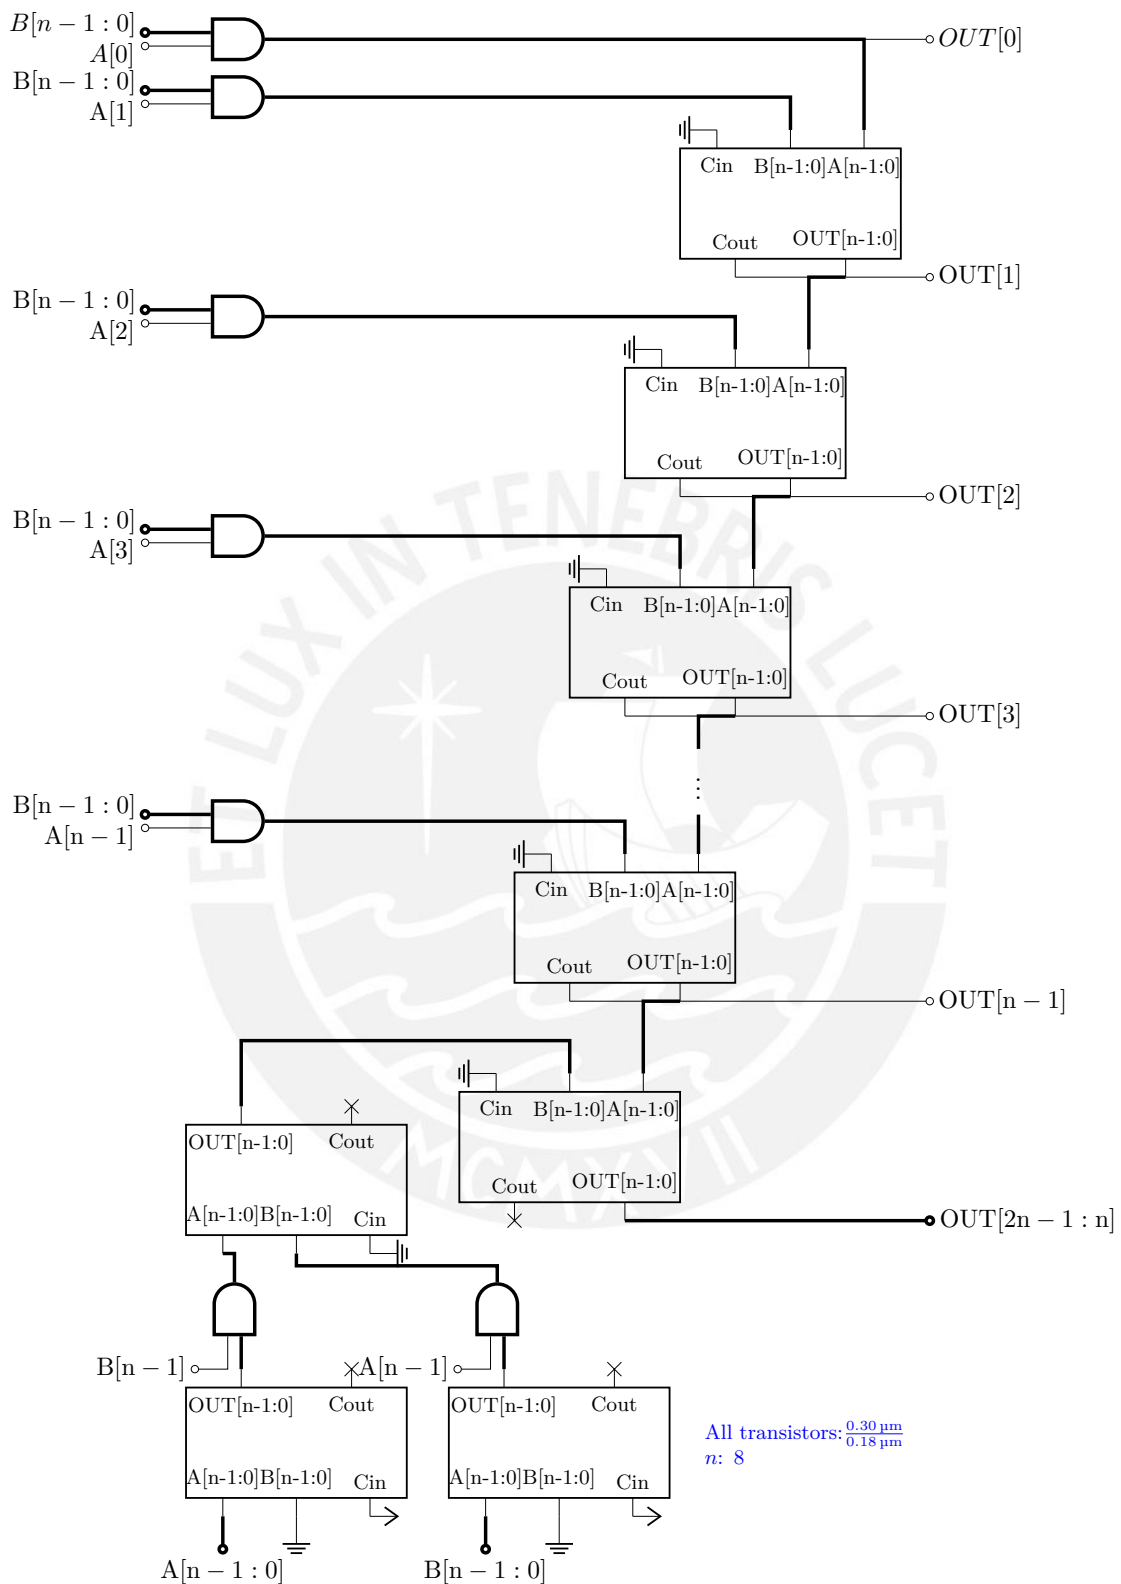 B[n − 1 : 0]
A[0]
OUT[0]
B[n − 1 : 0]
A[1]
Cin B[n-1:0] A[n-1:0]
Cout OUT[n-1:0]
OUT[1]
B[n − 1 : 0]
A[2]
Cin B[n-1:0] A[n-1:0]
Cout OUT[n-1:0]
OUT[2]
B[n − 1 : 0]
A[3]
Cin B[n-1:0] A[n-1:0]
Cout OUT[n-1:0]
OUT[3]
⋮
B[n − 1 : 0]
A[n − 1]
Cin B[n-1:0] A[n-1:0]
Cout OUT[n-1:0]
OUT[n − 1]
Cin B[n-1:0] A[n-1:0]
Cout OUT[n-1:0]
OUT[2n − 1 : n]
OUT[n-1:0] Cout
A[n-1:0] B[n-1:0] Cin
B[n − 1]
A[n − 1]
OUT[n-1:0] Cout
A[n-1:0] B[n-1:0] Cin
A[n − 1 : 0]
OUT[n-1:0] Cout
A[n-1:0] B[n-1:0] Cin
B[n − 1 : 0]
All transistors: 0.30 µm / 0.18 µm
n: 8
ET LUX IN TENEBRIS LUCET
MCMXVII